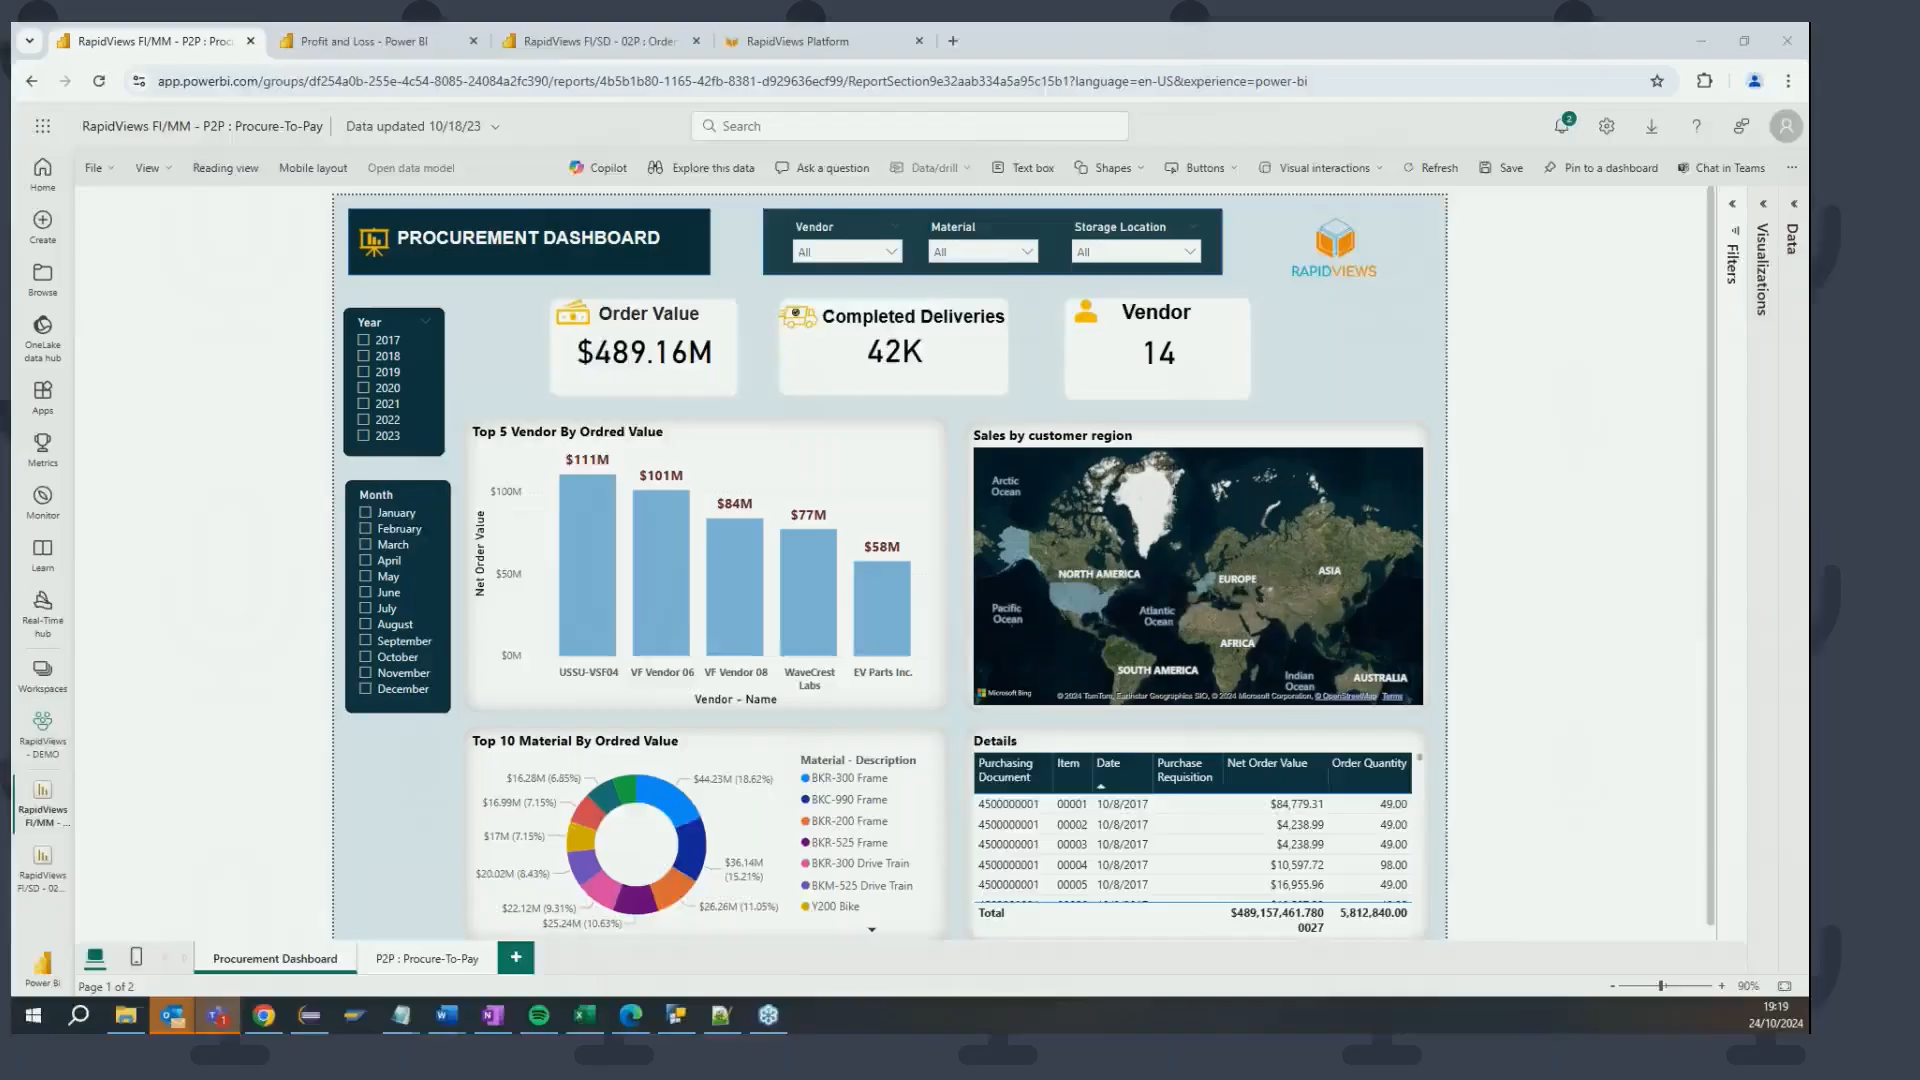 RapidViews FI/MM - P2P : Proc
Profit and Loss - Power BI
RapidViews FI/SD - 02P : Order
RapidViews Platform
app.powerbi.com/groups/df254a0b-255e-4c54-8085-24084a2fc390/reports/4b5b1b80-1165-42fb-8381-d929636ecf99/ReportSection9e32aab334a5a95c15b1?language=en-US&experience=power-bi
RapidViews FI/MM - P2P : Procure-To-Pay
Data updated 10/18/23
Search
2
File
View
Reading view
Mobile layout
Open data model
Copilot
Explore this data
Ask a question
Data/drill
Text box
Shapes
Buttons
Visual interactions
Refresh
Save
Pin to a dashboard
Chat in Teams
Home
Create
Browse
OneLake
data hub
Apps
Metrics
Monitor
Learn
Real-Time
hub
Workspaces
RapidViews
- DEMO
RapidViews
FI/MM - ...
RapidViews
FI/SD - 02...
Power BI
Filters
Visualizations
Data
PROCUREMENT DASHBOARD
Vendor
All
Material
All
Storage Location
All
RAPIDVIEWS
Year
2017
2018
2019
2020
2021
2022
2023
Order Value
$489.16M
Completed Deliveries
42K
Vendor
14
Month
January
February
March
April
May
June
July
August
September
October
November
December
Top 5 Vendor By Ordred Value
Net Order Value
$100M
$50M
$0M
$111M
$101M
$84M
$77M
$58M
USSU-VSF04
VF Vendor 06
VF Vendor 08
WaveCrest
Labs
EV Parts Inc.
Vendor - Name
Sales by customer region
Arctic
Ocean
NORTH AMERICA
EUROPE
ASIA
Pacific
Ocean
Atlantic
Ocean
AFRICA
SOUTH AMERICA
Indian
Ocean
AUSTRALIA
Microsoft Bing
© 2024 TomTom, Earthstar Geographics SIO, © 2024 Microsoft Corporation, © OpenStreetMap Terms
Top 10 Material By Ordred Value
$16.28M (6.85%)
$44.23M (18.62%)
$16.99M (7.15%)
$17M (7.15%)
$36.14M
(15.21%)
$20.02M (8.43%)
$22.12M (9.31%)
$26.26M (11.05%)
$25.24M (10.63%)
Material - Description
BKR-300 Frame
BKC-990 Frame
BKR-200 Frame
BKR-525 Frame
BKR-300 Drive Train
BKM-525 Drive Train
Y200 Bike
Details
Purchasing
Document
Item
Date
Purchase
Requisition
Net Order Value
Order Quantity
4500000001 00001 10/8/2017 $84,779.31 49.00
4500000001 00002 10/8/2017 $4,238.99 49.00
4500000001 00003 10/8/2017 $4,238.99 49.00
4500000001 00004 10/8/2017 $10,597.72 98.00
4500000001 00005 10/8/2017 $16,955.96 49.00
Total $489,157,461.780 5,812,840.00
0027
Procurement Dashboard
P2P : Procure-To-Pay
+
Page 1 of 2
- + 90%
19:19
24/10/2024